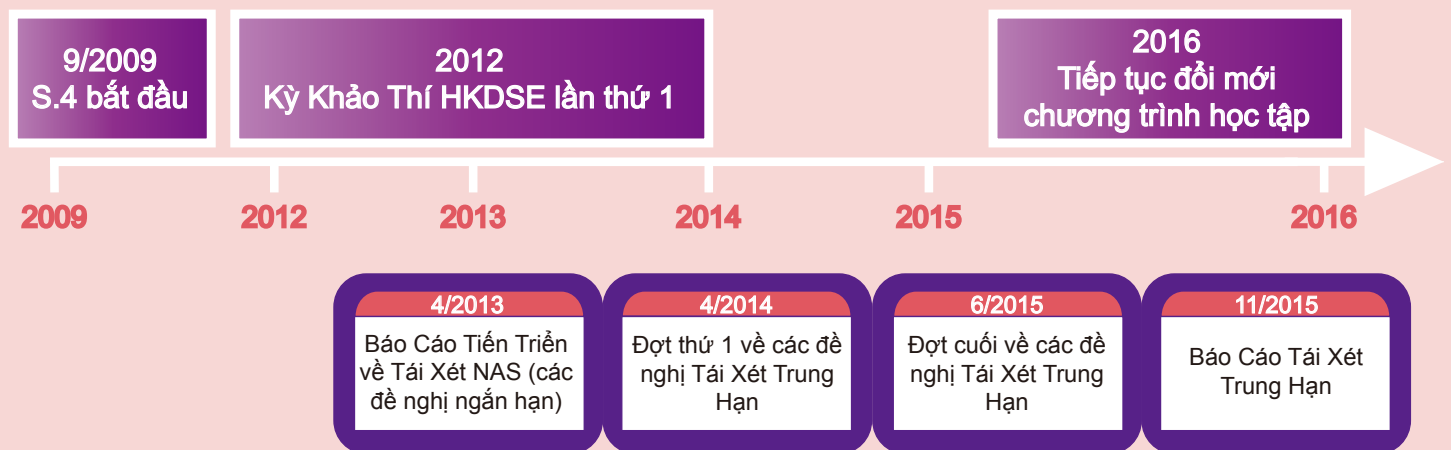 9/2009
S.4 bắt đầu
2012
Kỳ Khảo Thí HKDSE lần thứ 1
2016
Tiếp tục đổi mới
chương trình học tập
2009
2012
2013
2014
2015
2016
4/2013
Báo Cáo Tiến Triển
về Tái Xét NAS (các
đề nghị ngắn hạn)
4/2014
Đợt thứ 1 về các đề
nghị Tái Xét Trung
Hạn
6/2015
Đợt cuối về các đề
nghị Tái Xét Trung
Hạn
11/2015
Báo Cáo Tái Xét
Trung Hạn